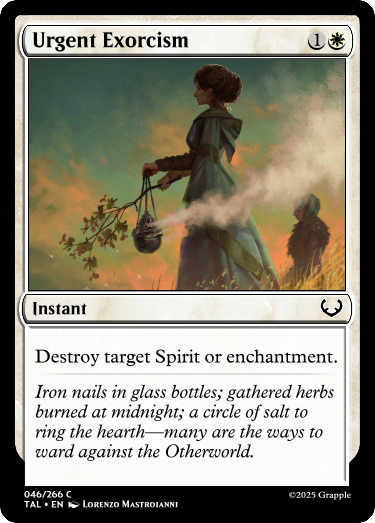 Urgent Exorcism 1
Instant
Destroy target Spirit or enchantment.
Iron nails in glass bottles; gathered herbs
burned at midnight; a circle of salt to
ring the hearth—many are the ways to
ward against the Otherworld.
046/266 C
TAL • EN Lorenzo Mastroianni
©2025 Grapple